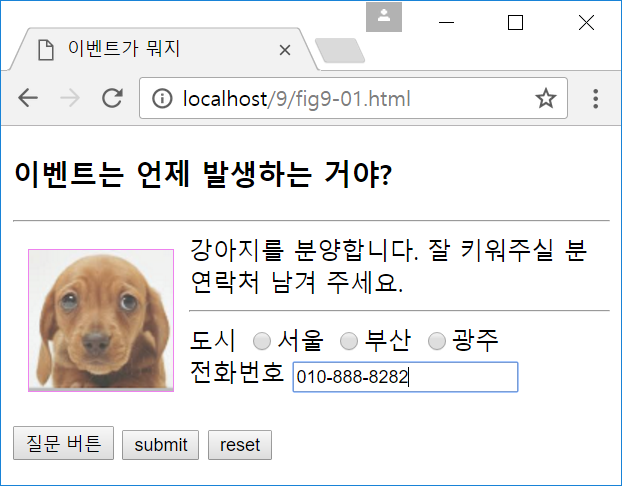 이벤트가 뭐지
localhost/9/fig9-01.html
이벤트는 언제 발생하는 거야?
강아지를 분양합니다. 잘 키워주실 분
연락처 남겨 주세요.
도시 서울 부산 광주
전화번호 010-888-8282
질문 버튼 submit reset